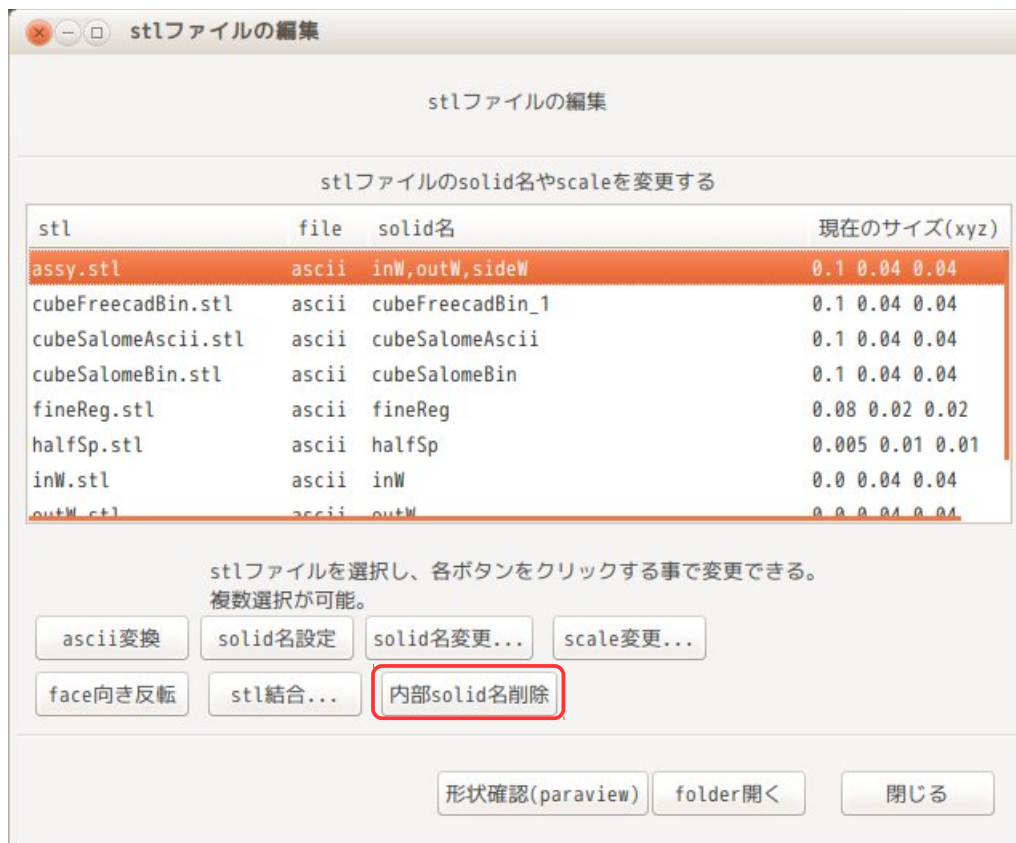 stlファイルの編集
stlファイルの編集
stlファイルのsolid名やscaleを変更する
stl file solid名 現在のサイズ(xyz)
assy.stl ascii inW,outW,sideW 0.1 0.04 0.04
cubeFreecadBin.stl ascii cubeFreecadBin_1 0.1 0.04 0.04
cubeSalomeAscii.stl ascii cubeSalomeAscii 0.1 0.04 0.04
cubeSalomeBin.stl ascii cubeSalomeBin 0.1 0.04 0.04
fineReg.stl ascii fineReg 0.08 0.02 0.02
halfSp.stl ascii halfSp 0.005 0.01 0.01
inW.stl ascii inW 0.0 0.04 0.04
outW.stl ascii outW 0.0 0.04 0.04
stlファイルを選択し、各ボタンをクリックする事で変更できる。
複数選択が可能。
ascii変換 solid名設定 solid名変更... scale変更...
face向き反転 stl結合... 内部solid名削除
形状確認(paraview) folder開く 閉じる